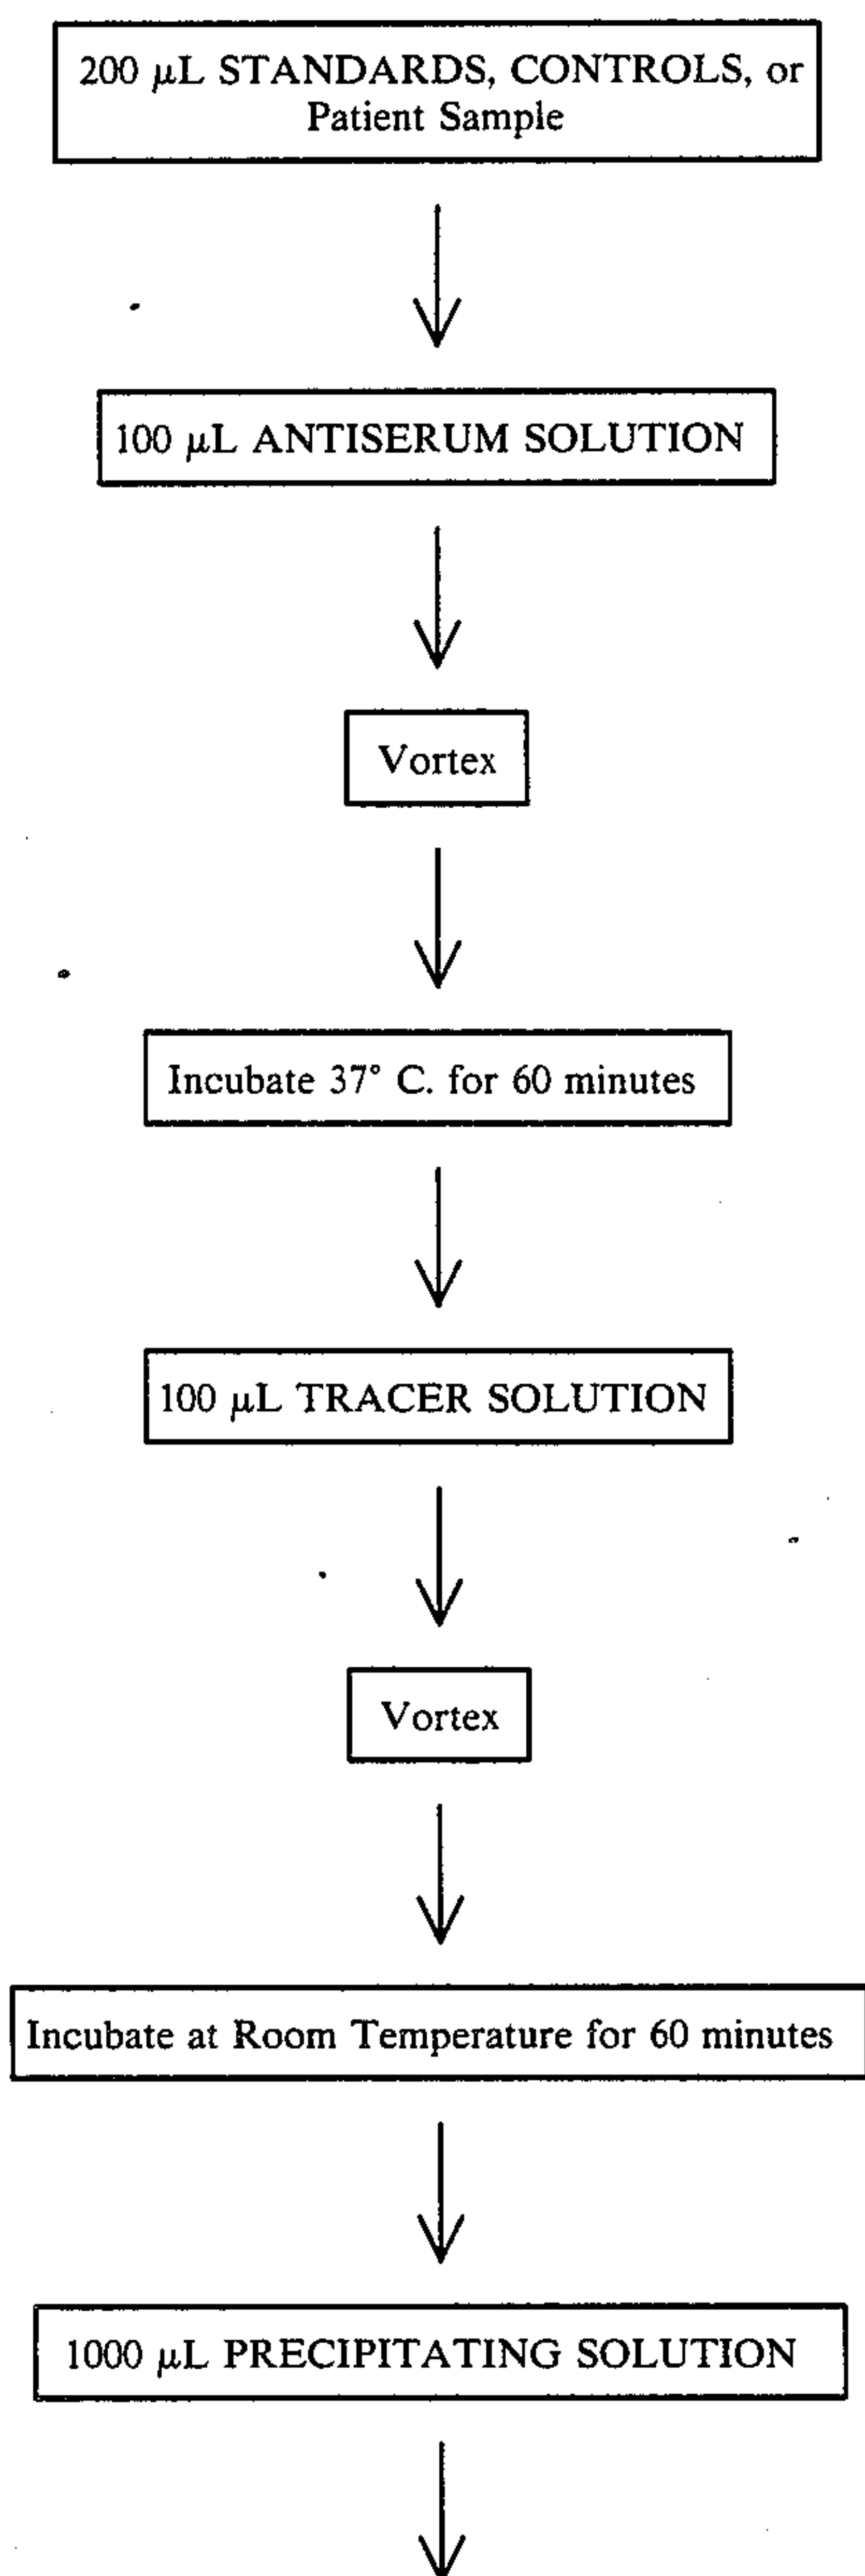 200 µL STANDARDS, CONTROLS, or
Patient Sample
100 µL ANTISERUM SOLUTION
Vortex
Incubate 37° C. for 60 minutes
100 µL TRACER SOLUTION
Vortex
Incubate at Room Temperature for 60 minutes
1000 µL PRECIPITATING SOLUTION